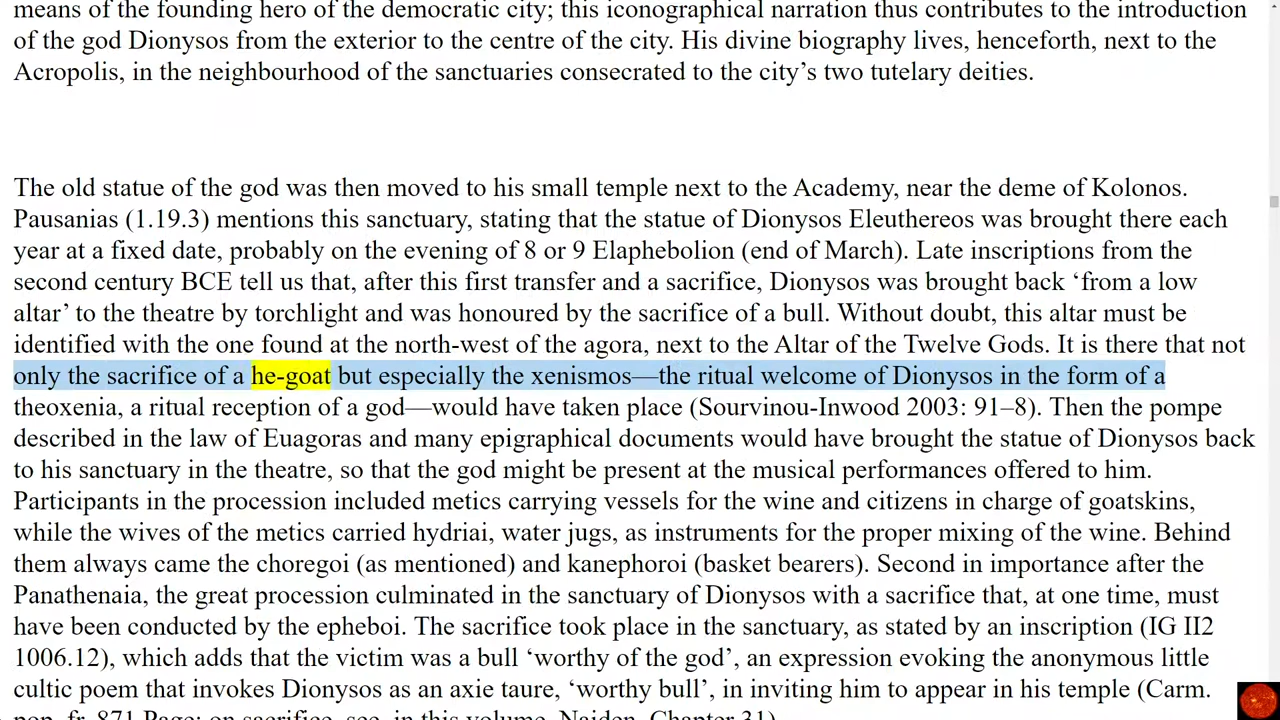 means of the founding hero of the democratic city; this iconographical narration thus contributes to the introduction
of the god Dionysos from the exterior to the centre of the city. His divine biography lives, henceforth, next to the
Acropolis, in the neighbourhood of the sanctuaries consecrated to the city’s two tutelary deities.
The old statue of the god was then moved to his small temple next to the Academy, near the deme of Kolonos.
Pausanias (1.19.3) mentions this sanctuary, stating that the statue of Dionysos Eleuthereos was brought there each
year at a fixed date, probably on the evening of 8 or 9 Elaphebolion (end of March). Late inscriptions from the
second century BCE tell us that, after this first transfer and a sacrifice, Dionysos was brought back ‘from a low
altar’ to the theatre by torchlight and was honoured by the sacrifice of a bull. Without doubt, this altar must be
identified with the one found at the north-west of the agora, next to the Altar of the Twelve Gods. It is there that not
only the sacrifice of a he-goat but especially the xenismos—the ritual welcome of Dionysos in the form of a
theoxenia, a ritual reception of a god—would have taken place (Sourvinou-Inwood 2003: 91–8). Then the pompe
described in the law of Euagoras and many epigraphical documents would have brought the statue of Dionysos back
to his sanctuary in the theatre, so that the god might be present at the musical performances offered to him.
Participants in the procession included metics carrying vessels for the wine and citizens in charge of goatskins,
while the wives of the metics carried hydriai, water jugs, as instruments for the proper mixing of the wine. Behind
them always came the choregoi (as mentioned) and kanephoroi (basket bearers). Second in importance after the
Panathenaia, the great procession culminated in the sanctuary of Dionysos with a sacrifice that, at one time, must
have been conducted by the epheboi. The sacrifice took place in the sanctuary, as stated by an inscription (IG II2
1006.12), which adds that the victim was a bull ‘worthy of the god’, an expression evoking the anonymous little
cultic poem that invokes Dionysos as an axie taure, ‘worthy bull’, in inviting him to appear in his temple (Carm.
pop. fr. 871 Page; on sacrifice, see, in this volume, Naiden, Chapter 31).